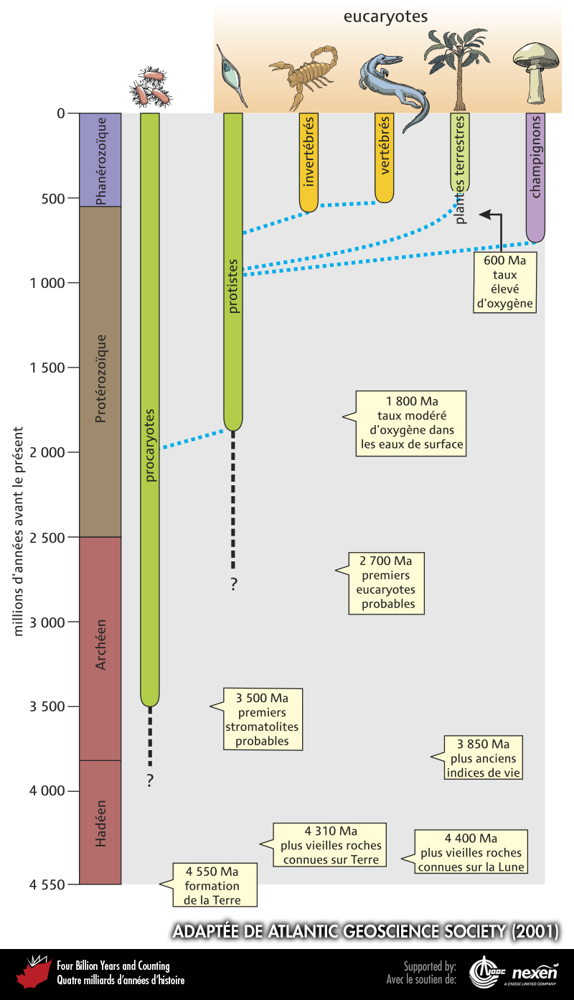 eucaryotes
0
500
1 000
1 500
2 000
2 500
3 000
3 500
4 000
4 550
millions d'années avant le présent
Phanérozoïque
Protérozoïque
Archéen
Hadéen
procaryotes
protistes
invertébrés
vertébrés
plantes terrestres
champignons
600 Ma
taux
élevé
d'oxygène
1 800 Ma
taux modéré
d'oxygène dans
les eaux de surface
2 700 Ma
premiers
eucaryotes
probables
?
3 500 Ma
premiers
stromatolites
probables
3 850 Ma
plus anciens
indices de vie
?
4 310 Ma
plus vieilles roches
connues sur Terre
4 400 Ma
plus vieilles roches
connues sur la Lune
4 550 Ma
formation
de la Terre
ADAPTÉE DE ATLANTIC GEOSCIENCE SOCIETY (2001)
Four Billion Years and Counting
Quatre milliards d'années d'histoire
Supported by:
Avec le soutien de:
CNOOC
nexen
A CNOOC LIMITED COMPANY